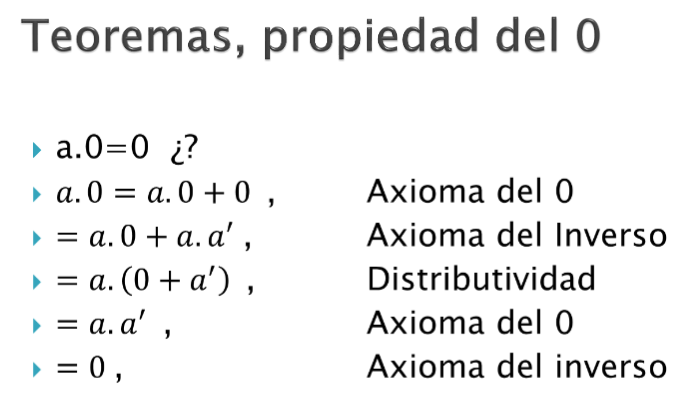 Teoremas, propiedad del 0
a.0=0 ¿?
a.0 = a.0 + 0 , Axioma del 0
= a.0 + a.a′ , Axioma del Inverso
= a.(0 + a′) , Distributividad
= a.a′ , Axioma del 0
= 0 , Axioma del inverso